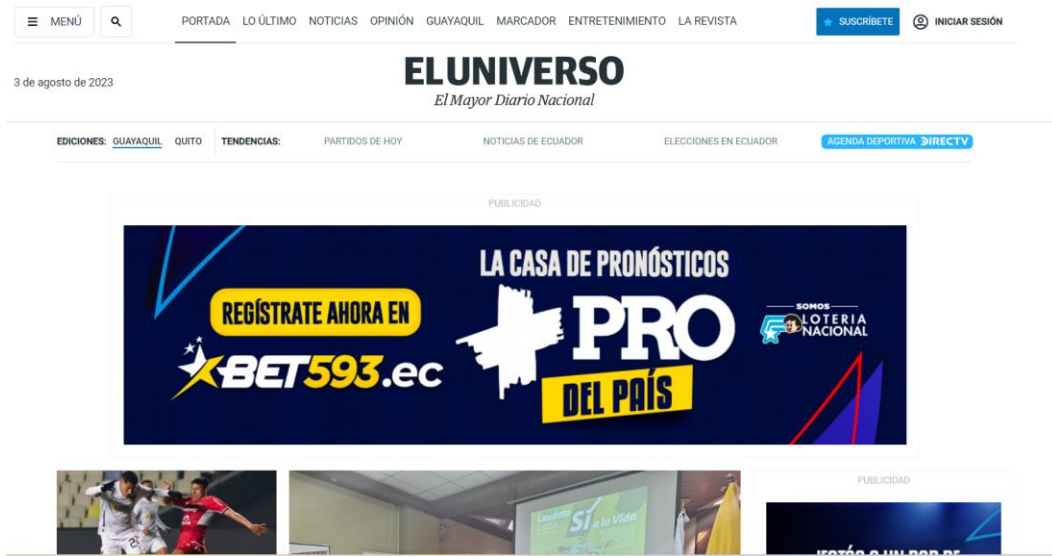 MENÚ PORTADA LO ÚLTIMO NOTICIAS OPINIÓN GUAYAQUIL MARCADOR ENTRETENIMIENTO LA REVISTA SUSCRÍBETE INICIAR SESIÓN
3 de agosto de 2023
EL UNIVERSO
El Mayor Diario Nacional
EDICIONES: GUAYAQUIL QUITO TENDENCIAS: PARTIDOS DE HOY NOTICIAS DE ECUADOR ELECCIONES EN ECUADOR AGENDA DEPORTIVA DIRECTV
PUBLICIDAD
REGÍSTRATE AHORA EN
BET593.ec
LA CASA DE PRONÓSTICOS
+PRO
DEL PAÍS
SOMOS
LOTERIA
NACIONAL
Laudato
Sí a la Vida
25
PUBLICIDAD